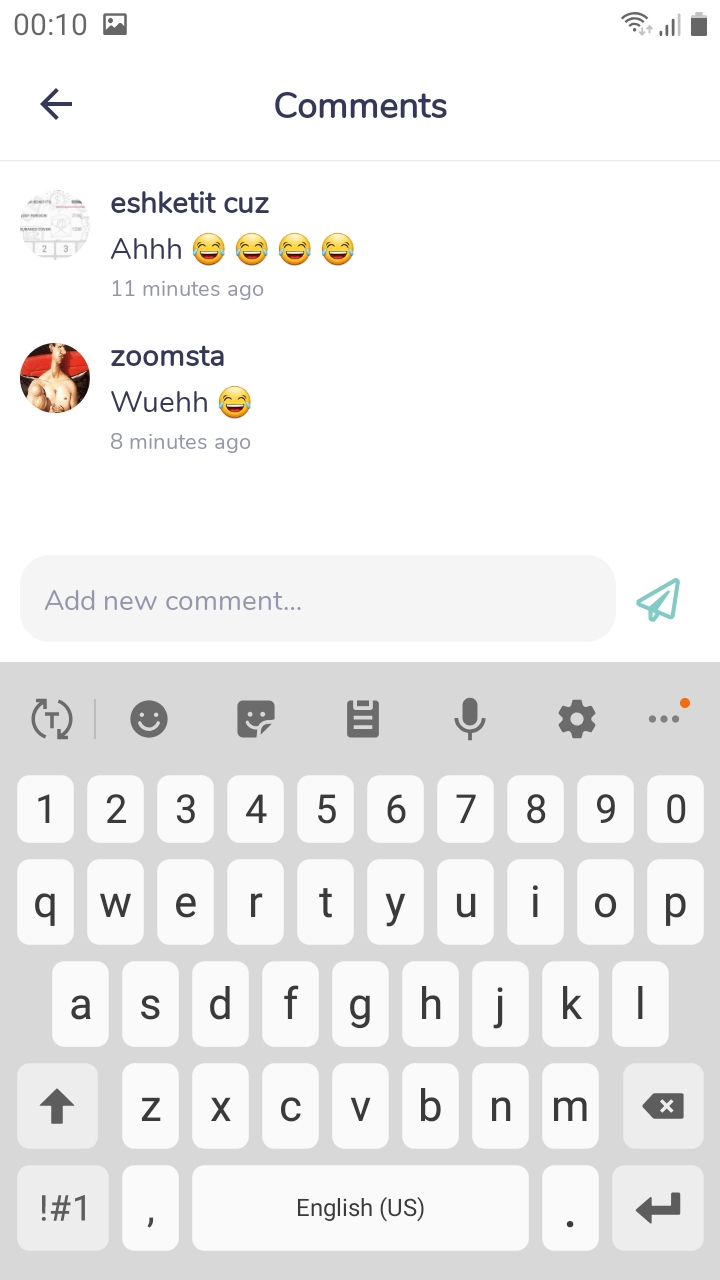 00:10
Comments
eshketit cuz
Ahhh 😂 😂 😂 😂
11 minutes ago
zoomsta
Wuehh 😂
8 minutes ago
Add new comment...
T
1 2 3 4 5 6 7 8 9 0
q w e r t y u i o p
a s d f g h j k l
z x c v b n m
!#1 , English (US) .